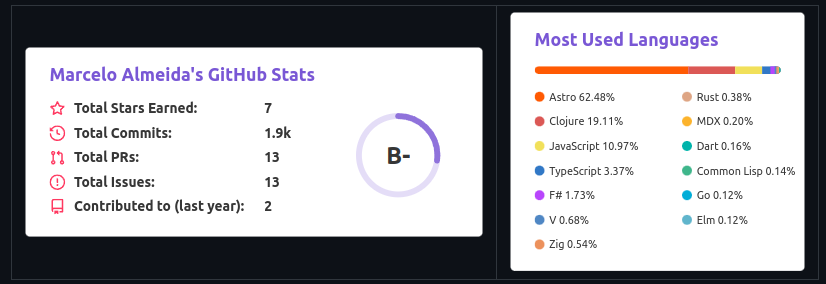 Marcelo Almeida's GitHub Stats
Total Stars Earned: 7
Total Commits: 1.9k
Total PRs: 13
Total Issues: 13
Contributed to (last year): 2
B-
Most Used Languages
Astro 62.48%
Clojure 19.11%
JavaScript 10.97%
TypeScript 3.37%
F# 1.73%
V 0.68%
Zig 0.54%
Rust 0.38%
MDX 0.20%
Dart 0.16%
Common Lisp 0.14%
Go 0.12%
Elm 0.12%